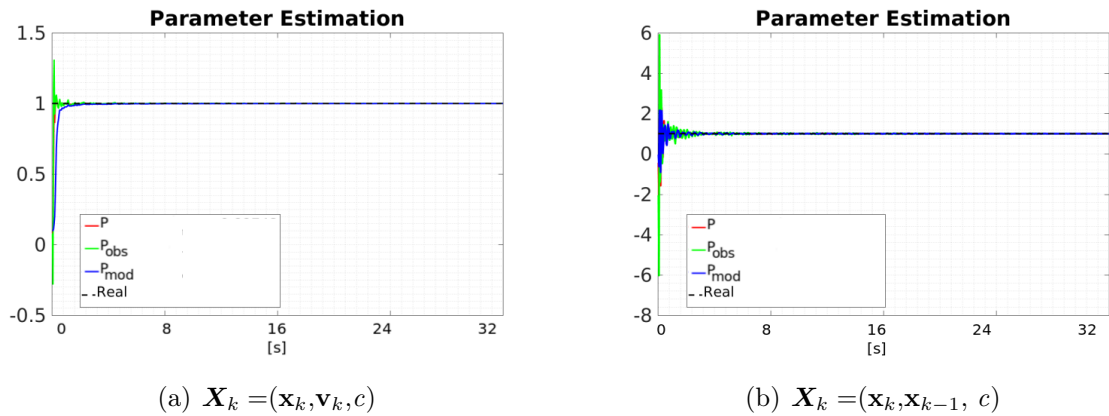 Parameter Estimation
1.5
1
0.5
0
-0.5
P
P_obs
P_mod
Real
0 8 16 24 32
[s]
(a) X_k =(x_k,v_k,c)
Parameter Estimation
6
4
2
0
-2
-4
-6
-8
P
P_obs
P_mod
Real
0 8 16 24 32
[s]
(b) X_k =(x_k,x_{k-1}, c)